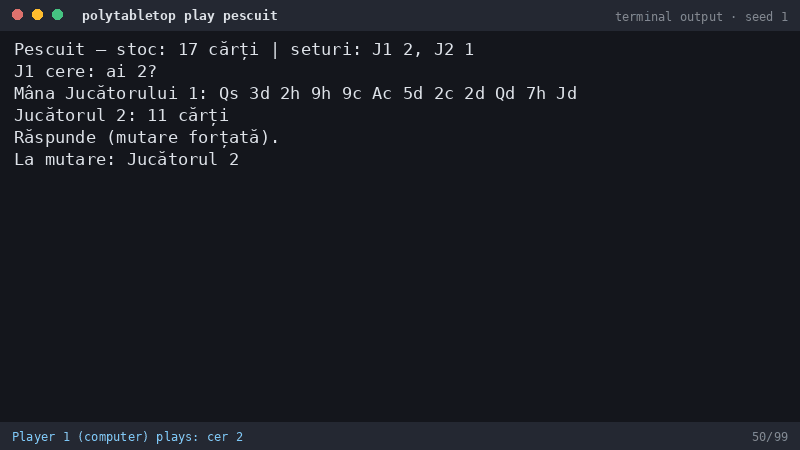 polytabletop play pescuit
terminal output · seed 1
Pescuit — stoc: 17 cărți | seturi: J1 2, J2 1
J1 cere: ai 2?
Mâna Jucătorului 1: Qs 3d 2h 9h 9c Ac 5d 2c 2d Qd 7h Jd
Jucătorul 2: 11 cărți
Răspunde (mutare forțată).
La mutare: Jucătorul 2
Player 1 (computer) plays: cer 2
50/99